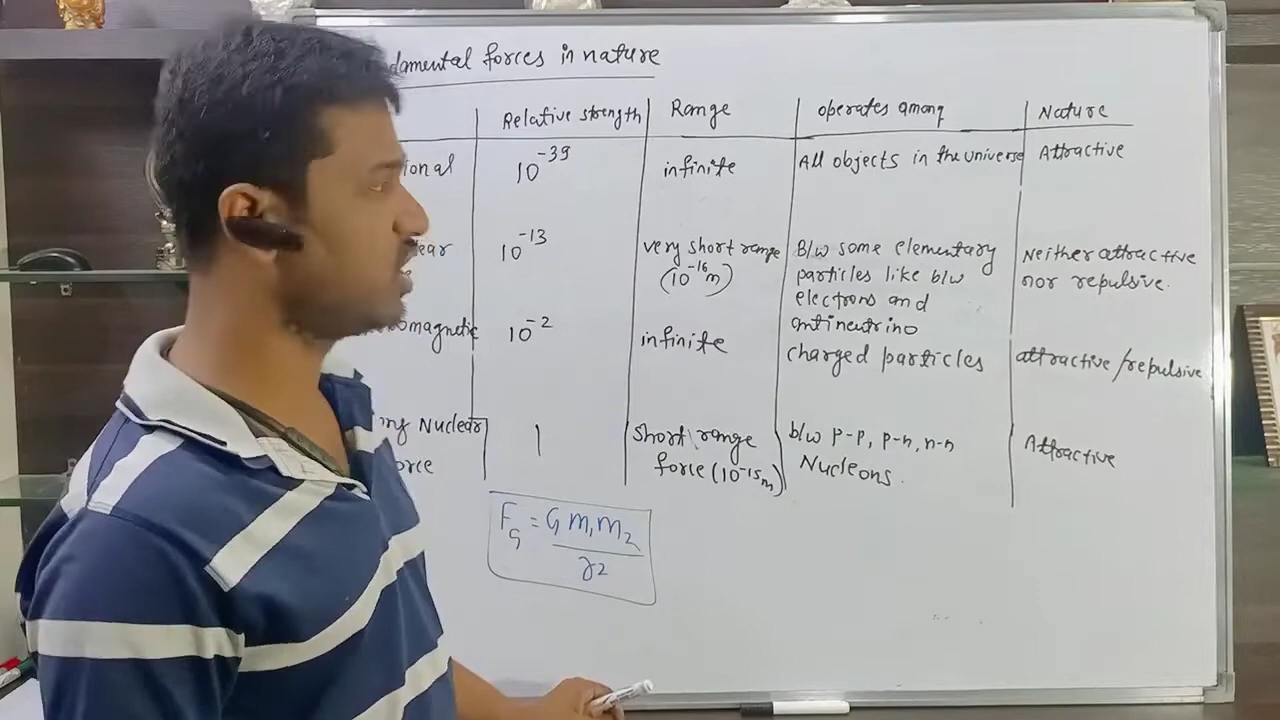 damental forces in nature
Relative strength Range operates among Nature
ional 10^-39 infinite All objects in the universe Attractive
ear 10^-13 very short range B/w some elementary Neither attractive
(10^-16 m) particles like b/w nor repulsive.
electrons and
antineutrino
omagnetic 10^-2 infinite charged particles attractive/repulsive
ng Nuclear 1 short range b/w p-p, p-n, n-n Attractive
orce force (10^-15 m) Nucleons.
F_g = G m₁m₂
r²